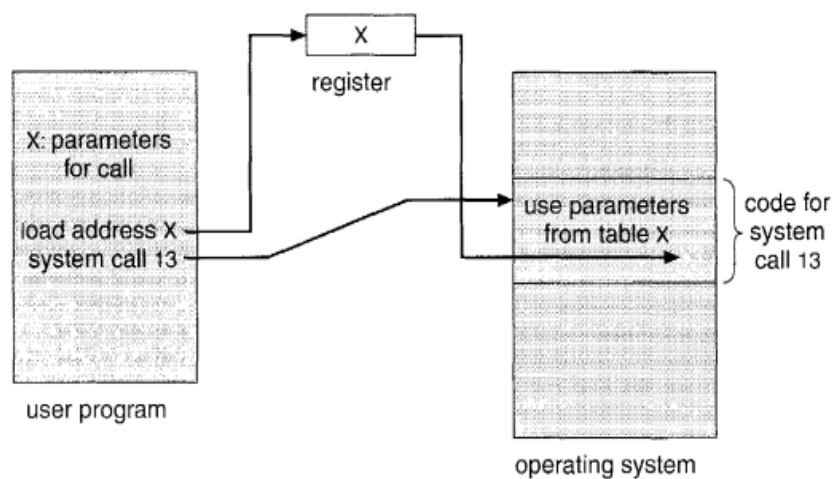 X
register
X: parameters
for call
load address X
system call 13
user program
use parameters
from table X
code for
system
call 13
operating system